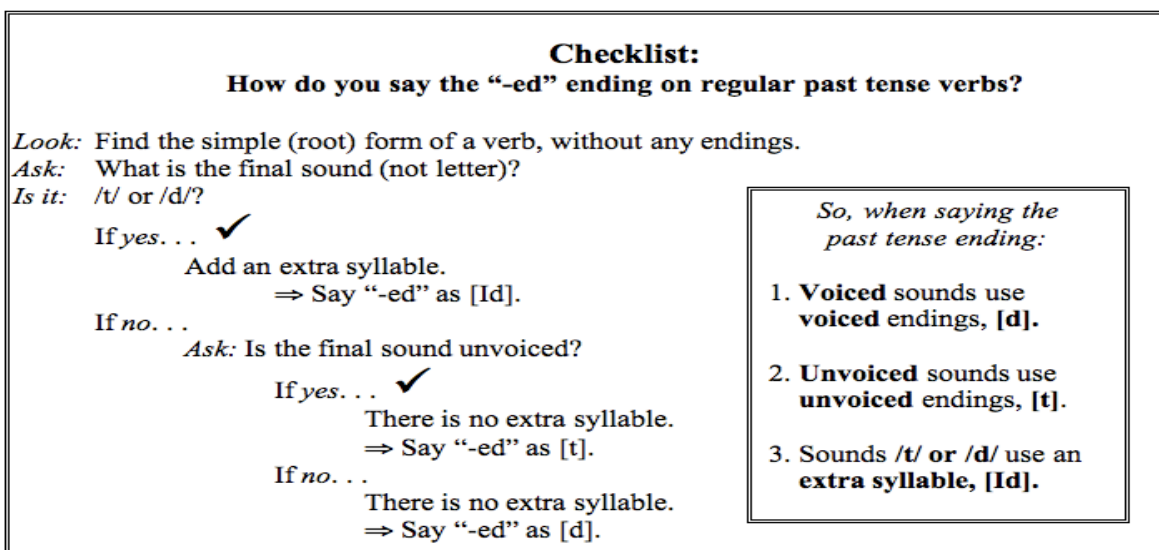 Checklist:
How do you say the “-ed” ending on regular past tense verbs?
Look: Find the simple (root) form of a verb, without any endings.
Ask: What is the final sound (not letter)?
Is it: /t/ or /d/?
If yes. . . ✓
Add an extra syllable.
⇒ Say “-ed” as [Id].
If no. . .
Ask: Is the final sound unvoiced?
If yes. . . ✓
There is no extra syllable.
⇒ Say “-ed” as [t].
If no. . .
There is no extra syllable.
⇒ Say “-ed” as [d].
So, when saying the
past tense ending:
1. Voiced sounds use
voiced endings, [d].
2. Unvoiced sounds use
unvoiced endings, [t].
3. Sounds /t/ or /d/ use an
extra syllable, [Id].